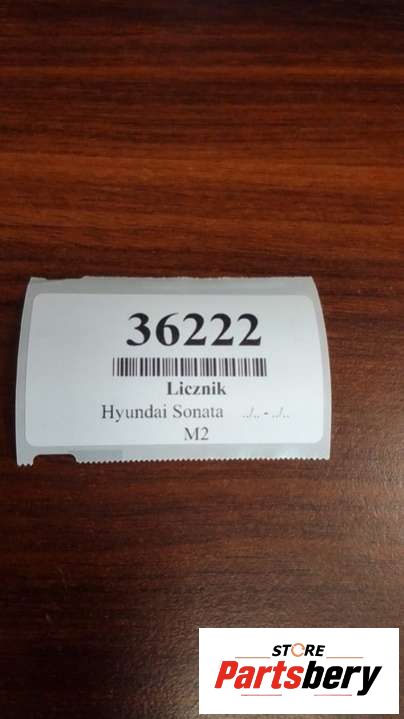 36222
Licznik
Hyundai Sonata ../.. - ../..
M2
STORE
Partsbery